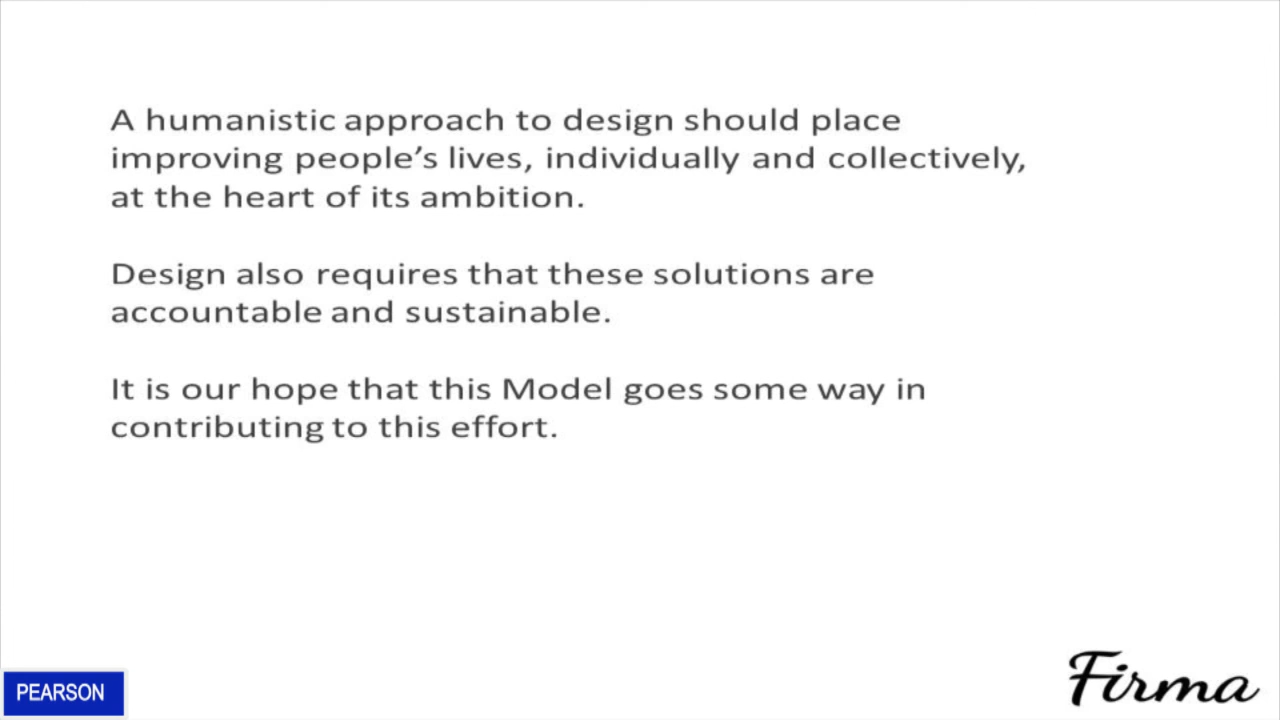 A humanistic approach to design should place
improving people’s lives, individually and collectively,
at the heart of its ambition.
Design also requires that these solutions are
accountable and sustainable.
It is our hope that this Model goes some way in
contributing to this effort.
PEARSON
Firma